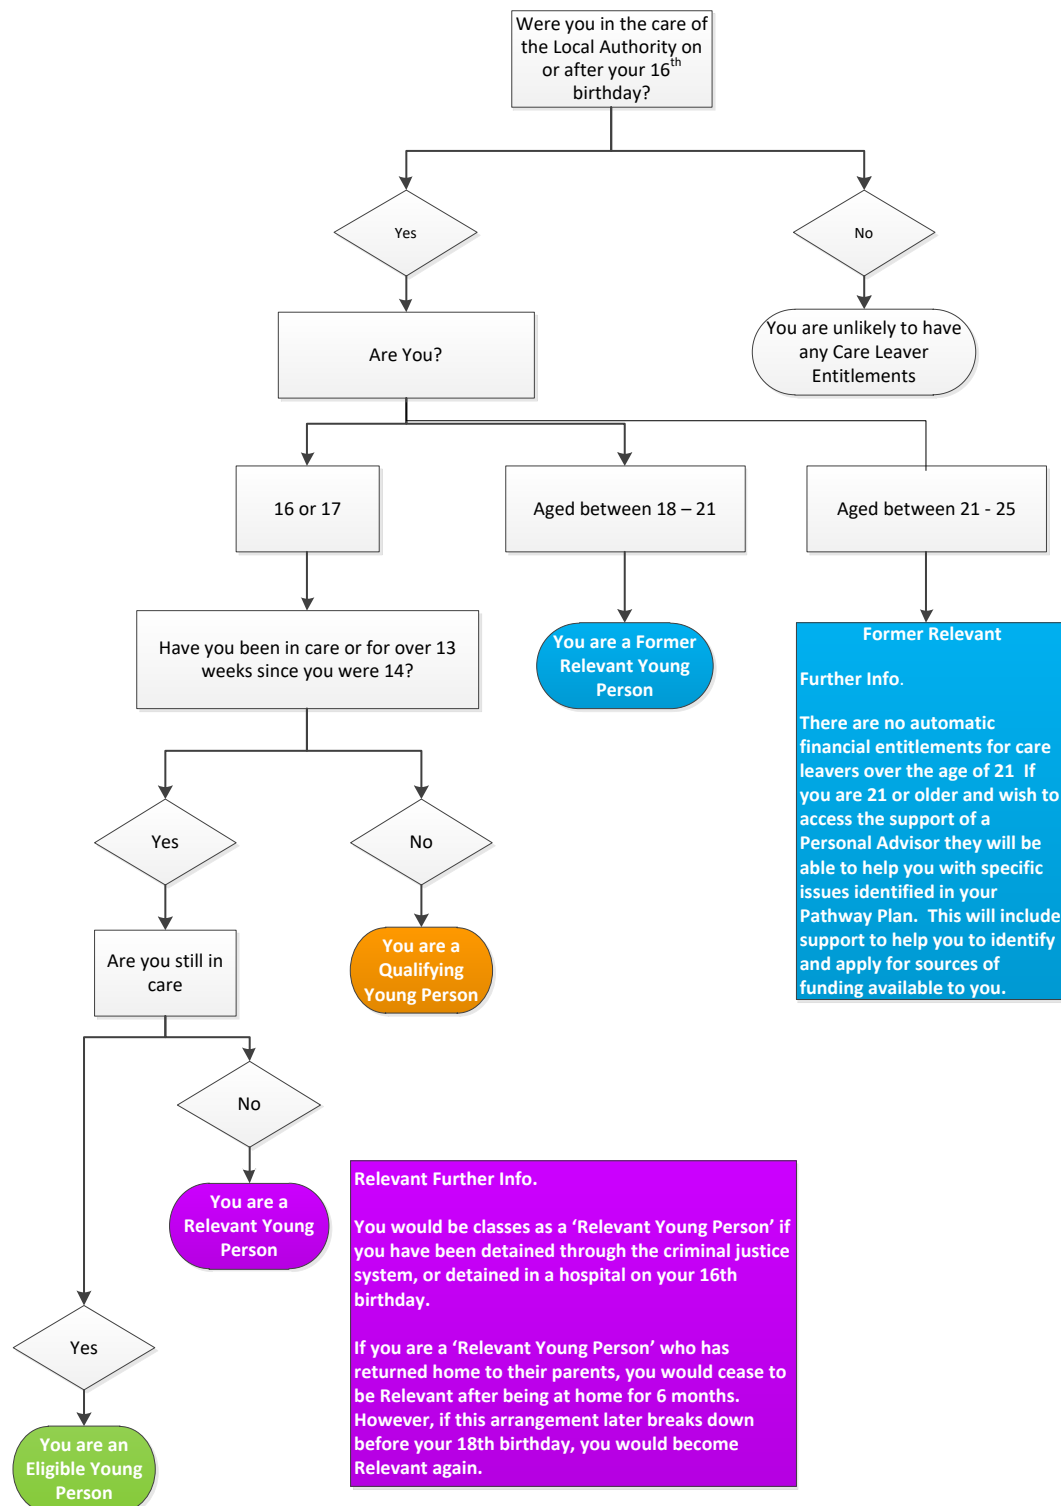 Were you in the care of
the Local Authority on
or after your 16th
birthday?
Yes
No
Are You?
You are unlikely to have
any Care Leaver
Entitlements
16 or 17
Aged between 18 – 21
Aged between 21 - 25
Have you been in care or for over 13
weeks since you were 14?
You are a Former
Relevant Young
Person
Former Relevant
Further Info.
There are no automatic
financial entitlements for care
leavers over the age of 21  If
you are 21 or older and wish to
access the support of a
Personal Advisor they will be
able to help you with specific
issues identified in your
Pathway Plan.  This will include
support to help you to identify
and apply for sources of
funding available to you.
Yes
No
Are you still in
care
You are a
Qualifying
Young Person
No
You are a
Relevant Young
Person
Relevant Further Info.
You would be classes as a ‘Relevant Young Person’ if
you have been detained through the criminal justice
system, or detained in a hospital on your 16th
birthday.
If you are a ‘Relevant Young Person’ who has
returned home to their parents, you would cease to
be Relevant after being at home for 6 months.
However, if this arrangement later breaks down
before your 18th birthday, you would become
Relevant again.
Yes
You are an
Eligible Young
Person